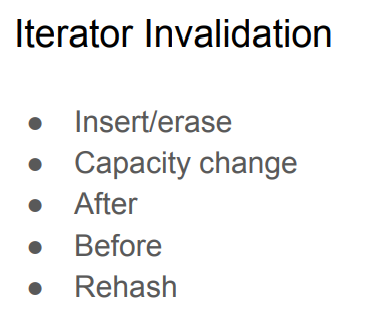 Iterator Invalidation
● Insert/erase
● Capacity change
● After
● Before
● Rehash